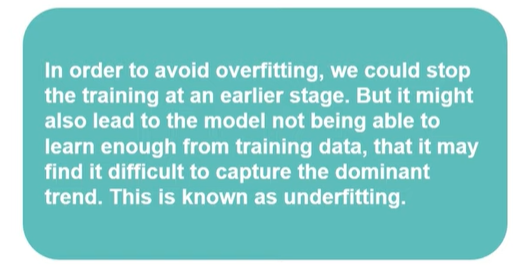 In order to avoid overfitting, we could stop
the training at an earlier stage. But it might
also lead to the model not being able to
learn enough from training data, that it may
find it difficult to capture the dominant
trend. This is known as underfitting.